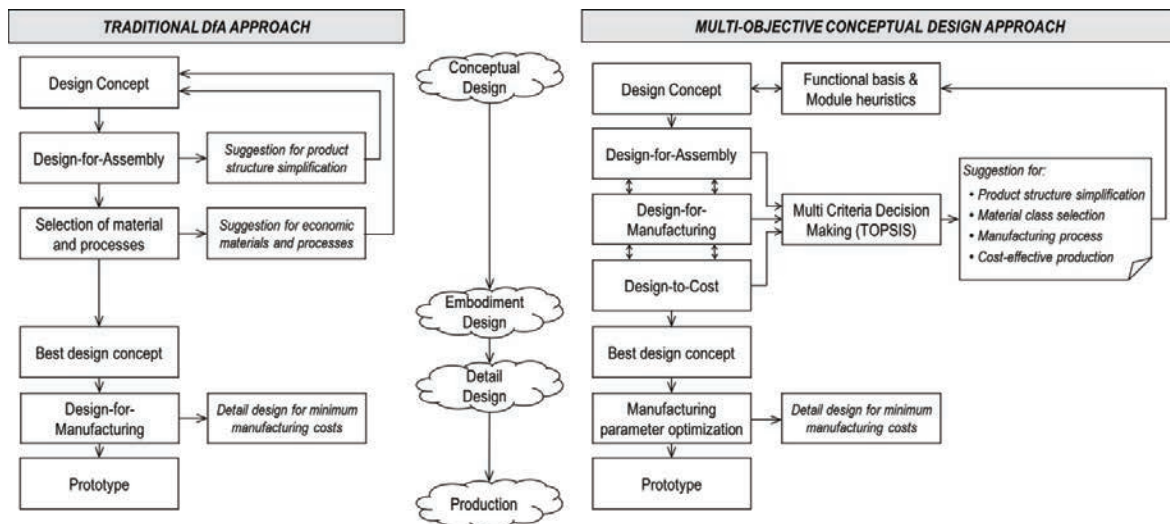 TRADITIONAL DfA APPROACH
Design Concept
Design-for-Assembly
Suggestion for product
structure simplification
Selection of material
and processes
Suggestion for economic
materials and processes
Best design concept
Design-for-
Manufacturing
Detail design for minimum
manufacturing costs
Prototype
Conceptual
Design
Embodiment
Design
Detail
Design
Production
MULTI-OBJECTIVE CONCEPTUAL DESIGN APPROACH
Design Concept
Functional basis &
Module heuristics
Design-for-Assembly
Design-for-
Manufacturing
Multi Criteria Decision
Making (TOPSIS)
Suggestion for:
• Product structure simplification
• Material class selection
• Manufacturing process
• Cost-effective production
Design-to-Cost
Best design concept
Manufacturing
parameter optimization
Detail design for minimum
manufacturing costs
Prototype